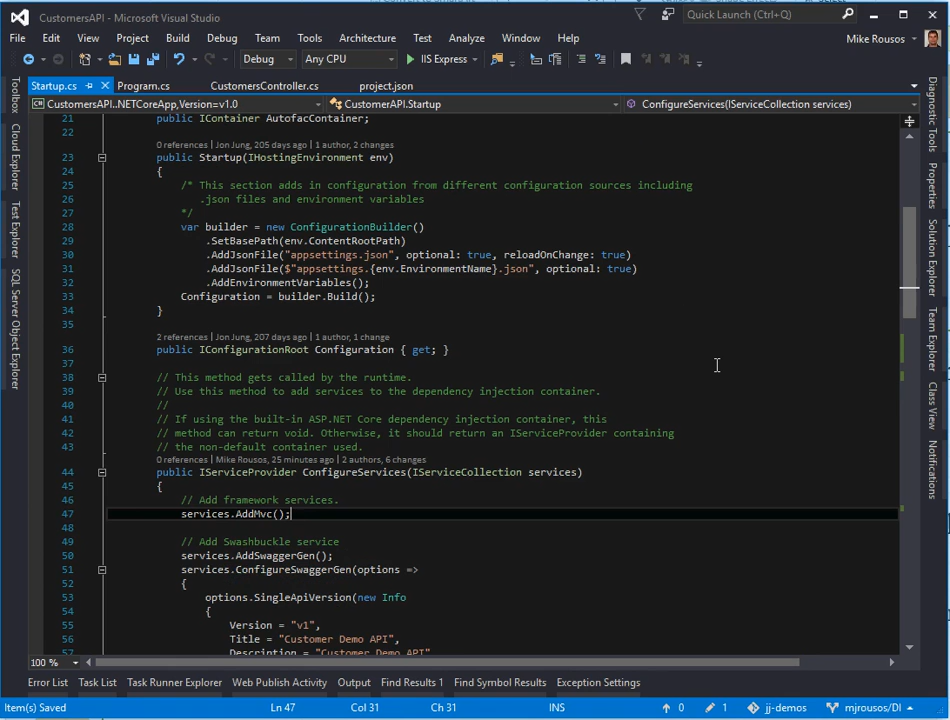 CustomersAPI - Microsoft Visual Studio
Quick Launch (Ctrl+Q)
File Edit View Project Build Debug Team Tools Architecture Test Analyze Window Help
Mike Rousos
Debug Any CPU IIS Express
Startup.cs Program.cs CustomersController.cs project.json
CustomersAPI..NETCoreApp,Version=v1.0 CustomerAPI.Startup ConfigureServices(IServiceCollection services)
Toolbox
Cloud Explorer
Test Explorer
SQL Server Object Explorer
21 public IContainer AutofacContainer;
22
0 references | Jon Jung, 205 days ago | 1 author, 2 changes
23 public Startup(IHostingEnvironment env)
24 {
25 /* This section adds in configuration from different configuration sources including
26 .json files and environment variables
27 */
28 var builder = new ConfigurationBuilder()
29 .SetBasePath(env.ContentRootPath)
30 .AddJsonFile("appsettings.json", optional: true, reloadOnChange: true)
31 .AddJsonFile($"appsettings.{env.EnvironmentName}.json", optional: true)
32 .AddEnvironmentVariables();
33 Configuration = builder.Build();
34 }
35
2 references | Jon Jung, 207 days ago | 1 author, 1 change
36 public IConfigurationRoot Configuration { get; }
37
38 // This method gets called by the runtime.
39 // Use this method to add services to the dependency injection container.
40 //
41 // If using the built-in ASP.NET Core dependency injection container, this
42 // method can return void. Otherwise, it should return an IServiceProvider containing
43 // the non-default container used.
0 references | Mike Rousos, 25 minutes ago | 2 authors, 6 changes
44 public IServiceProvider ConfigureServices(IServiceCollection services)
45 {
46 // Add framework services.
47 services.AddMvc();
48
49 // Add Swashbuckle service
50 services.AddSwaggerGen();
51 services.ConfigureSwaggerGen(options =>
52 {
53 options.SingleApiVersion(new Info
54 {
55 Version = "v1",
56 Title = "Customer Demo API",
57 Description = "Customer Demo API"
Diagnostic Tools
Properties
Solution Explorer
Team Explorer
Class View
Notifications
100 %
Error List Task List Task Runner Explorer Web Publish Activity Output Find Results 1 Find Symbol Results Exception Settings
Item(s) Saved Ln 47 Col 31 Ch 31 INS 0 1 jj-demos mjrousos/DI